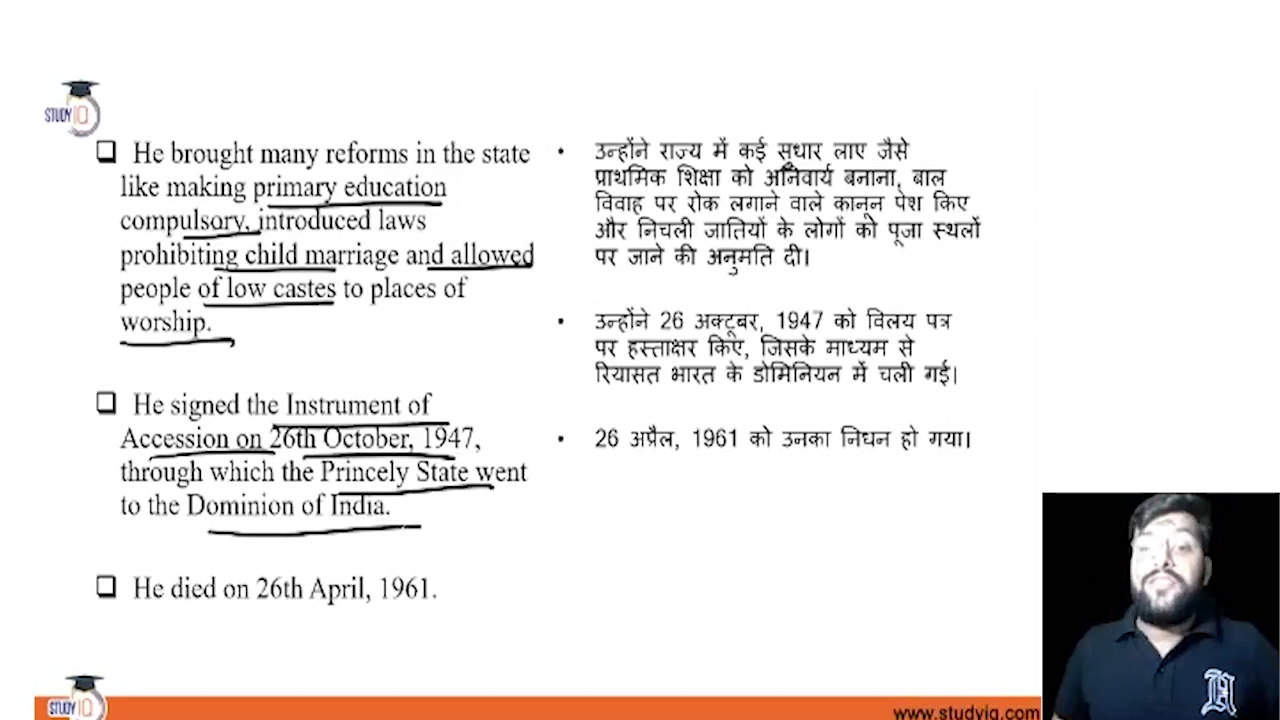 STUDY IQ
He brought many reforms in the state
like making primary education
compulsory, introduced laws
prohibiting child marriage and allowed
people of low castes to places of
worship.
He signed the Instrument of
Accession on 26th October, 1947,
through which the Princely State went
to the Dominion of India.
He died on 26th April, 1961.
उन्होंने राज्य में कई सुधार लाए जैसे
प्राथमिक शिक्षा को अनिवार्य बनाना, बाल
विवाह पर रोक लगाने वाले कानून पेश किए
और निचली जातियों के लोगों को पूजा स्थलों
पर जाने की अनुमति दी।
उन्होंने 26 अक्टूबर, 1947 को विलय पत्र
पर हस्ताक्षर किए, जिसके माध्यम से
रियासत भारत के डोमिनियन में चली गई।
26 अप्रैल, 1961 को उनका निधन हो गया।
STUDY IQ
www.studyiq.com